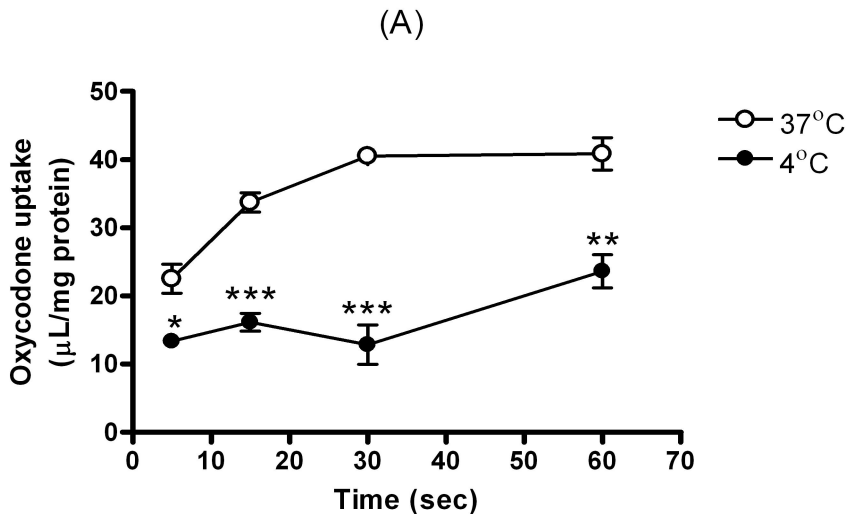 (A)
Oxycodone uptake
(μL/mg protein)
50
40
30
20
10
0
37°C
4°C
*
***
***
**
0 10 20 30 40 50 60 70
Time (sec)